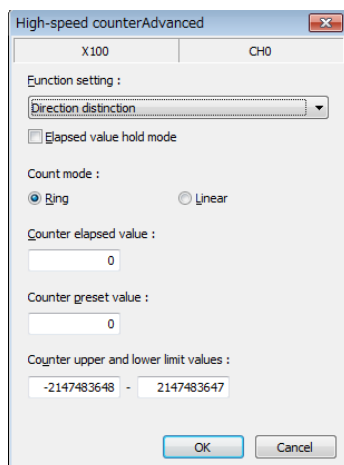 High-speed counterAdvanced
X100 CH0
Function setting :
Direction distinction
Elapsed value hold mode
Count mode :
Ring Linear
Counter elapsed value :
0
Counter preset value :
0
Counter upper and lower limit values :
-2147483648 - 2147483647
OK Cancel